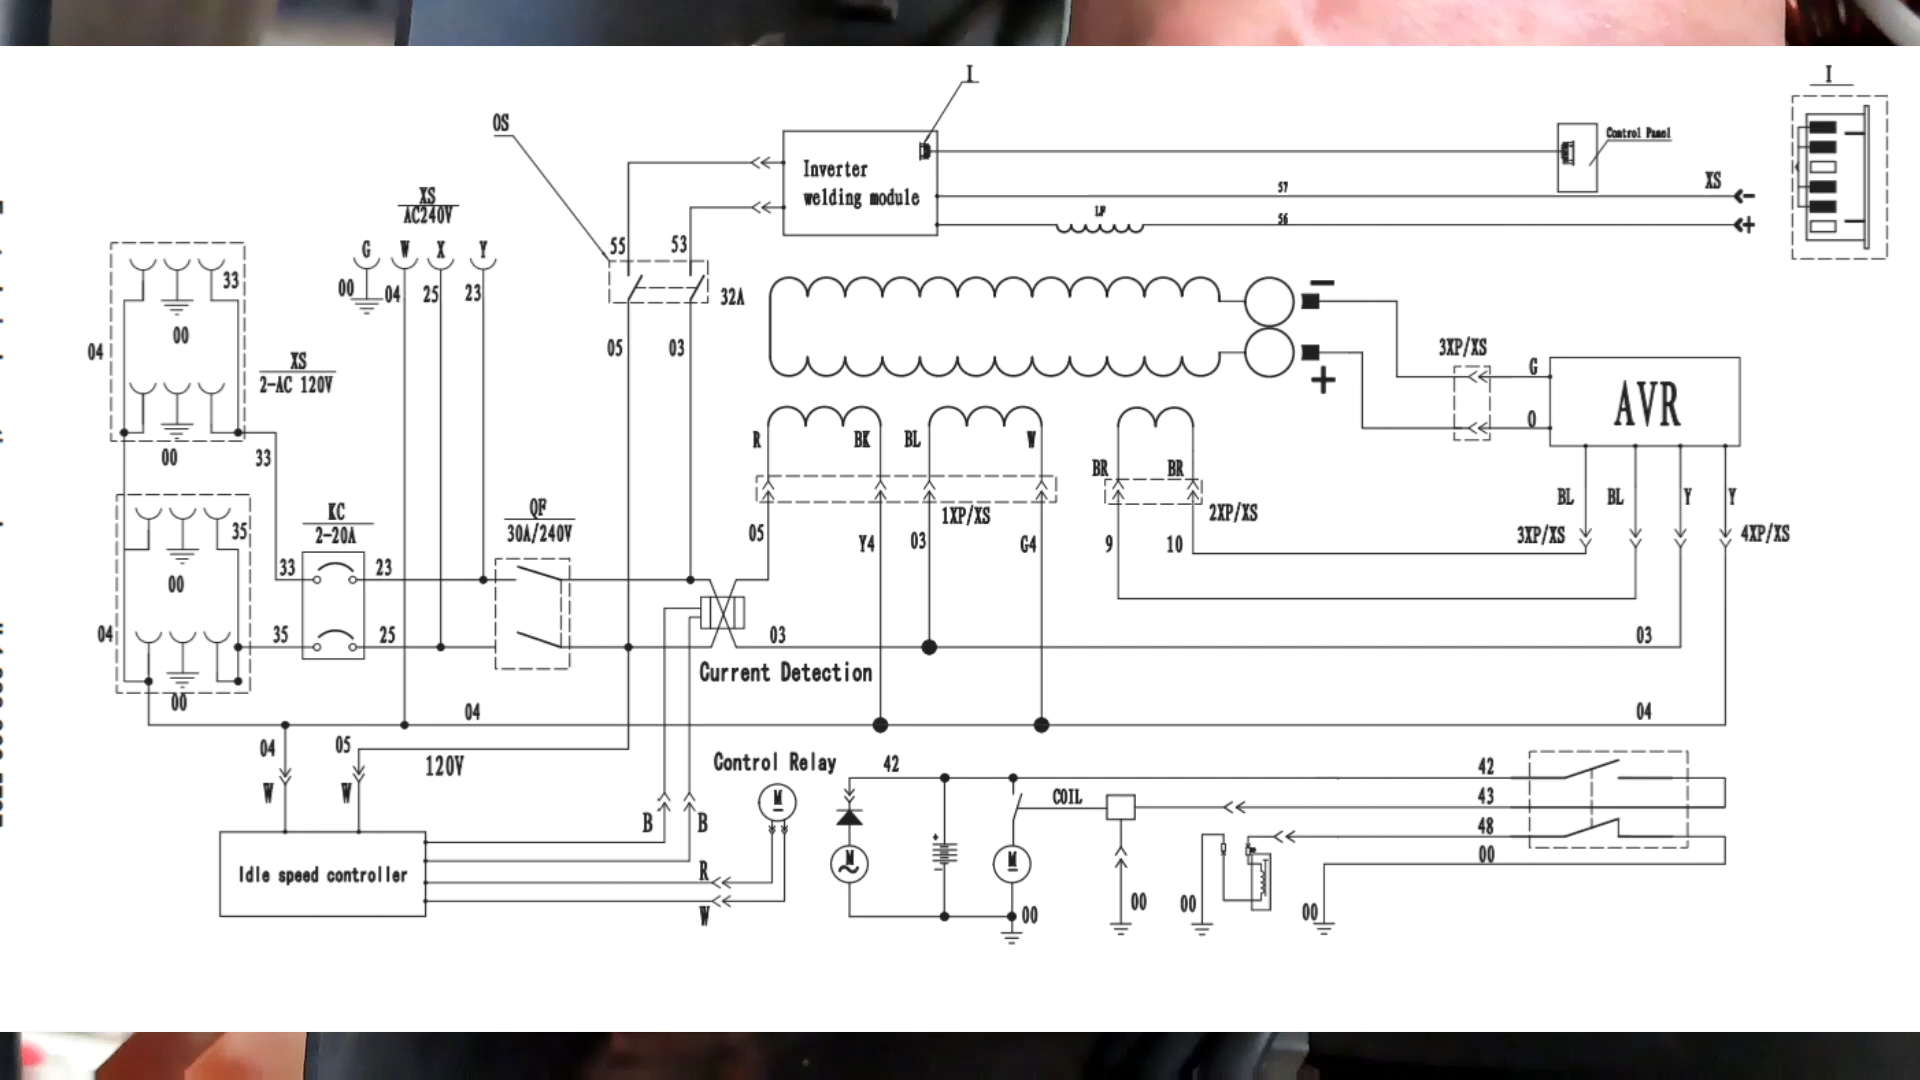 I
I
OS
Control Panel
Inverter
welding module
XS
AC240V
57
XS
-
LF
56
+
G
W
X
Y
55
53
33
00
04
25
23
32A
-
00
04
05
03
XS
2-AC 120V
3XP/XS
G
+
AVR
O
R
BK
BL
W
00
33
BR
BR
BL
BL
Y
Y
KC
2-20A
QF
30A/240V
1XP/XS
2XP/XS
35
05
Y4
03
G4
9
10
3XP/XS
4XP/XS
33
23
00
04
35
25
03
03
Current Detection
00
04
04
04
05
120V
Control Relay
42
42
W
W
M
COIL
43
B
B
48
+
M
M
00
Idle speed controller
R
-
W
00
00
00
00